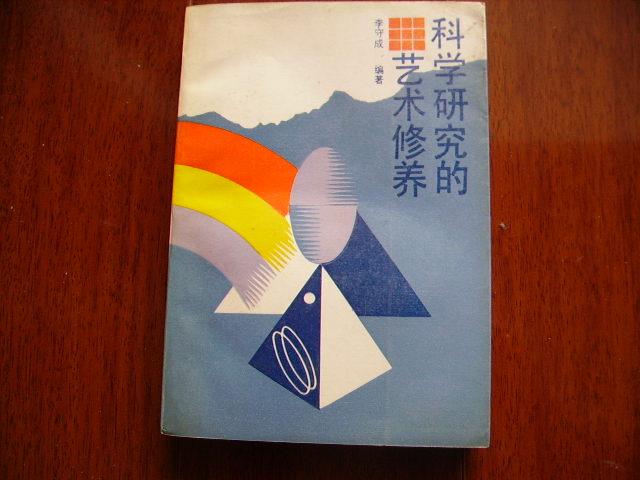 科学研究的
艺术修养
李守成 编著